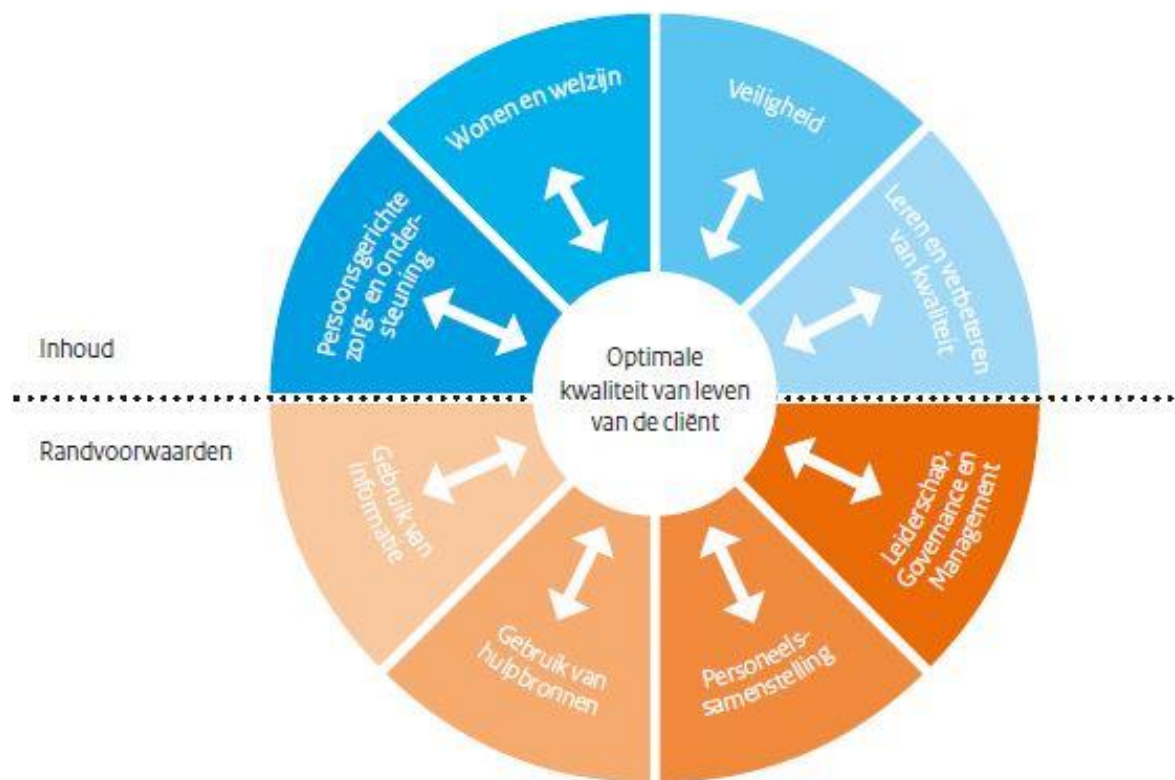 Wonen en welzijn
Veiligheid
Persoonsgerichte
zorg- en onder-
steuning
Leren en verbeteren
van kwaliteit
Inhoud
Optimale
kwaliteit van leven
van de cliënt
Randvoorwaarden
Gebruik van
informatie
Leiderschap,
Governance en
Management
Gebruik van
hulpbronnen
Personeels-
samenstelling